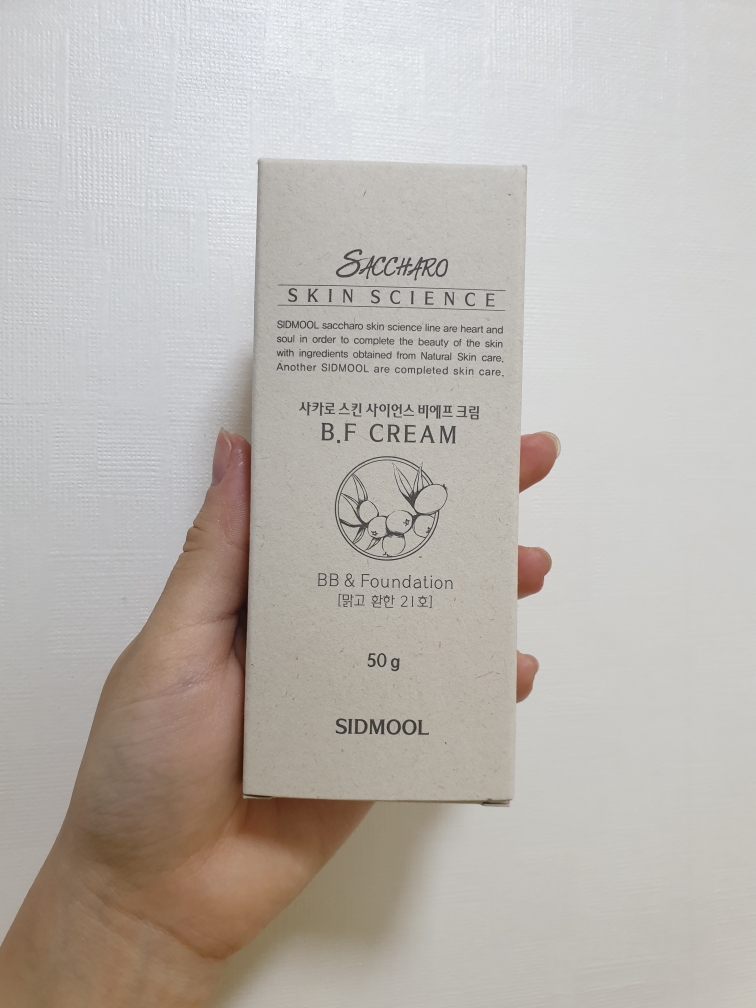 SACCHARO
SKIN SCIENCE
SIDMOOL saccharo skin science line are heart and
soul in order to complete the beauty of the skin
with ingredients obtained from Natural Skin care.
Another SIDMOOL are completed skin care.
사카로 스킨 사이언스 비에프 크림
B.F CREAM
BB & Foundation
[맑고 환한 21호]
50 g
SIDMOOL